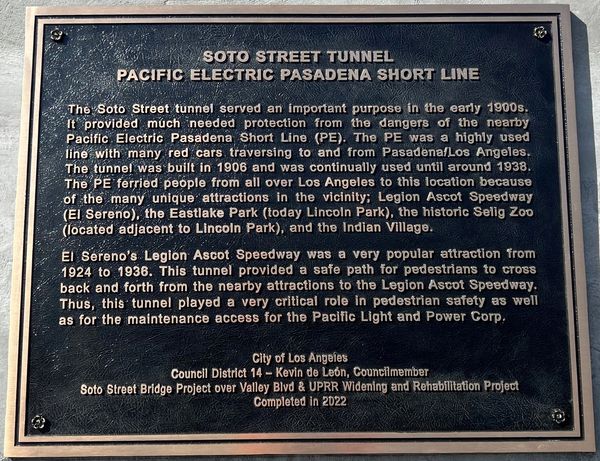 SOTO STREET TUNNEL
PACIFIC ELECTRIC PASADENA SHORT LINE
The Soto Street tunnel served an important purpose in the early 1900s.
It provided much needed protection from the dangers of the nearby
Pacific Electric Pasadena Short Line (PE). The PE was a highly used
line with many red cars traversing to and from Pasadena/Los Angeles.
The tunnel was built in 1906 and was continually used until around 1938.
The PE ferried people from all over Los Angeles to this location because
of the many unique attractions in the vicinity; Legion Ascot Speedway
(El Sereno), the Eastlake Park (today Lincoln Park), the historic Selig Zoo
(located adjacent to Lincoln Park), and the Indian Village.
El Sereno's Legion Ascot Speedway was a very popular attraction from
1924 to 1936. This tunnel provided a safe path for pedestrians to cross
back and forth from the nearby attractions to the Legion Ascot Speedway.
Thus, this tunnel played a very critical role in pedestrian safety as well
as for the maintenance access for the Pacific Light and Power Corp.
City of Los Angeles
Council District 14 – Kevin de León, Councilmember
Soto Street Bridge Project over Valley Blvd & UPRR Widening and Rehabilitation Project
Completed in 2022